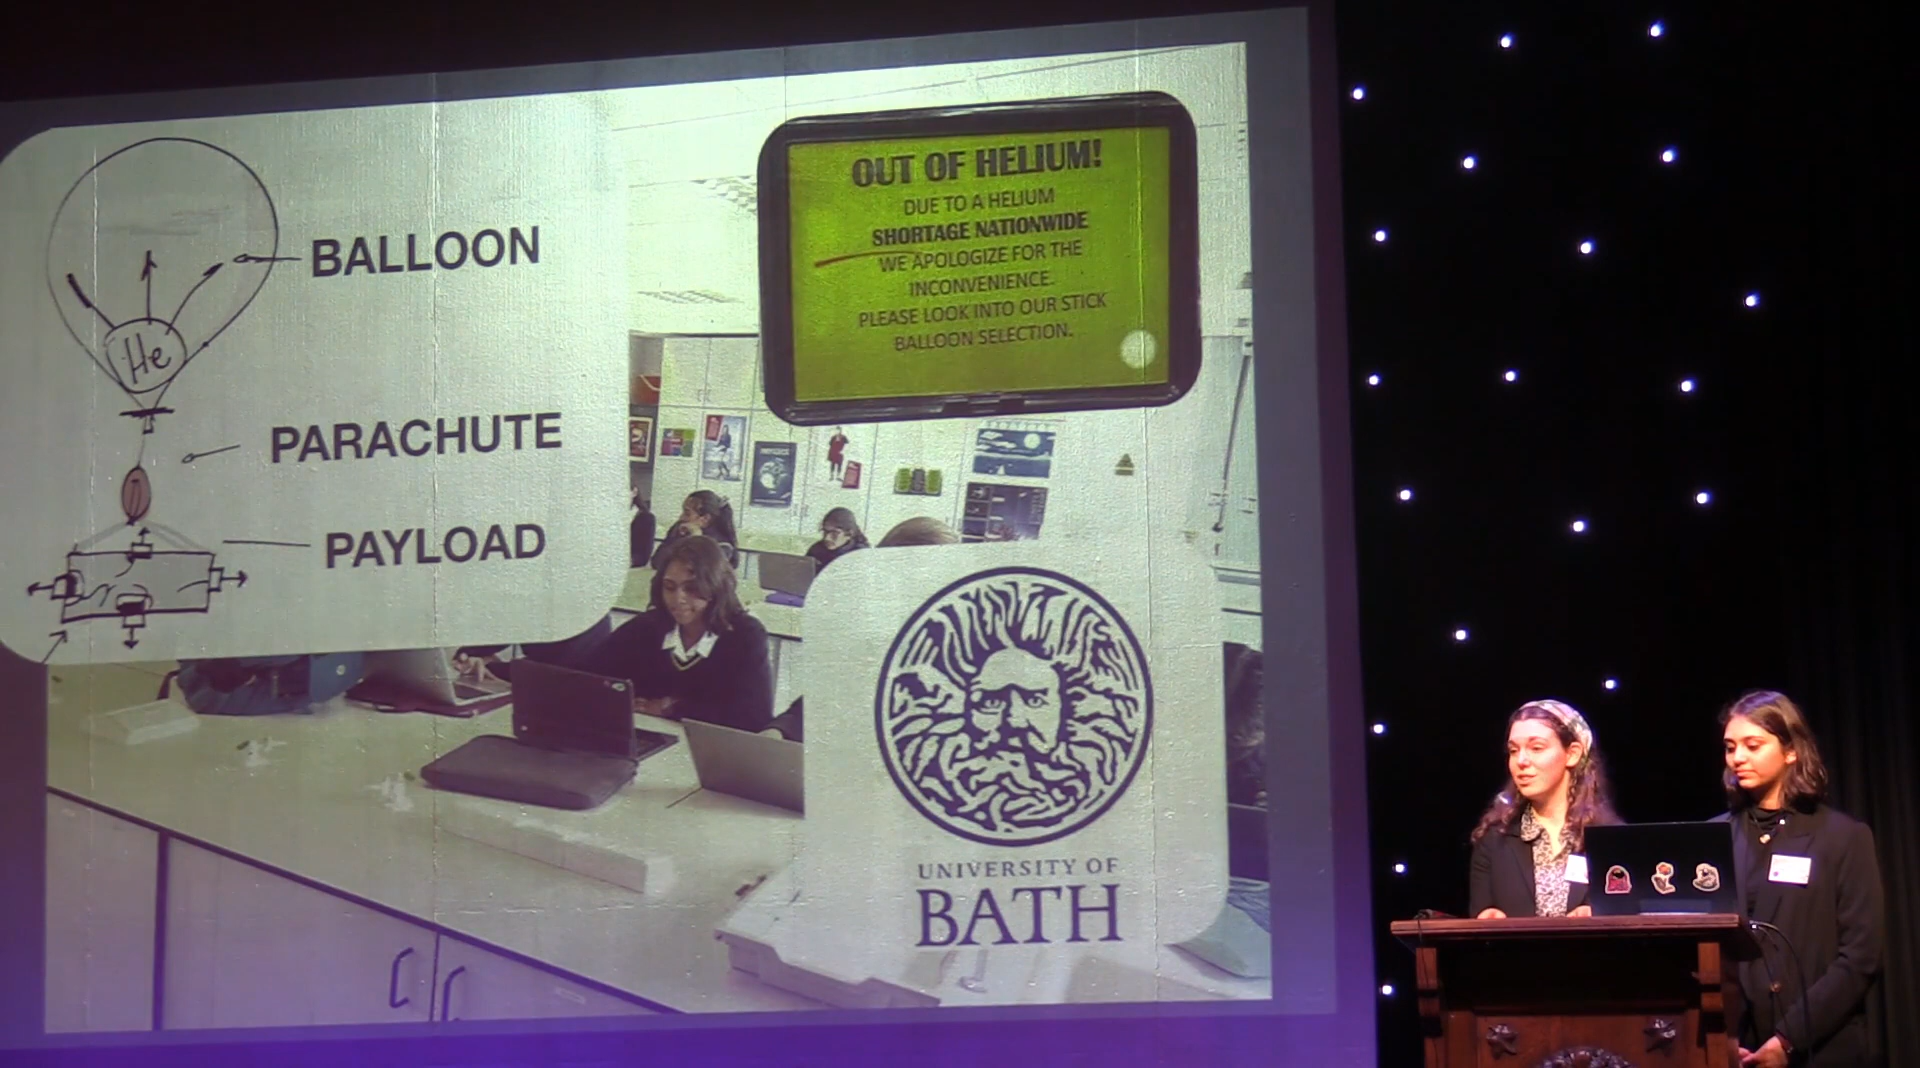 He
BALLOON
PARACHUTE
PAYLOAD
OUT OF HELIUM!
DUE TO A HELIUM
SHORTAGE NATIONWIDE
WE APOLOGIZE FOR THE
INCONVENIENCE.
PLEASE LOOK INTO OUR STICK
BALLOON SELECTION.
UNIVERSITY OF
BATH